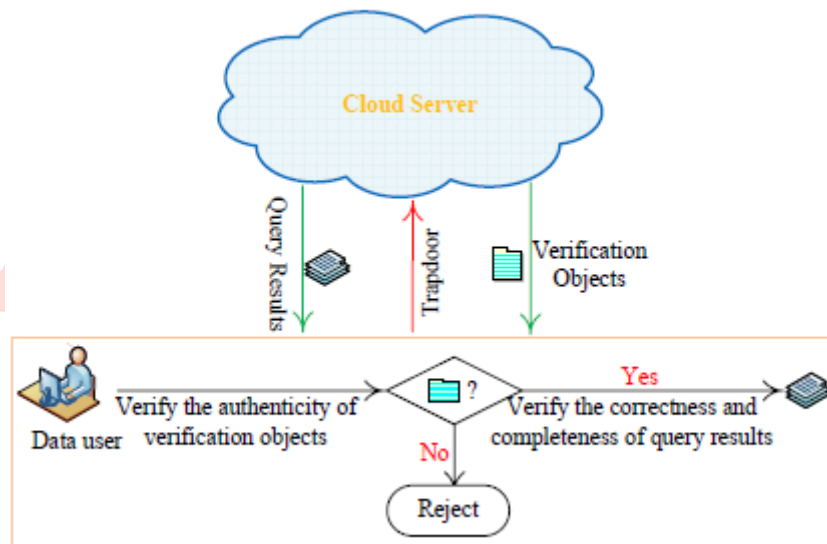 Cloud Server
Query Results
Trapdoor
Verification
Objects
Data user
Verify the authenticity of
verification objects
?
Yes
Verify the correctness and
completeness of query results
No
Reject